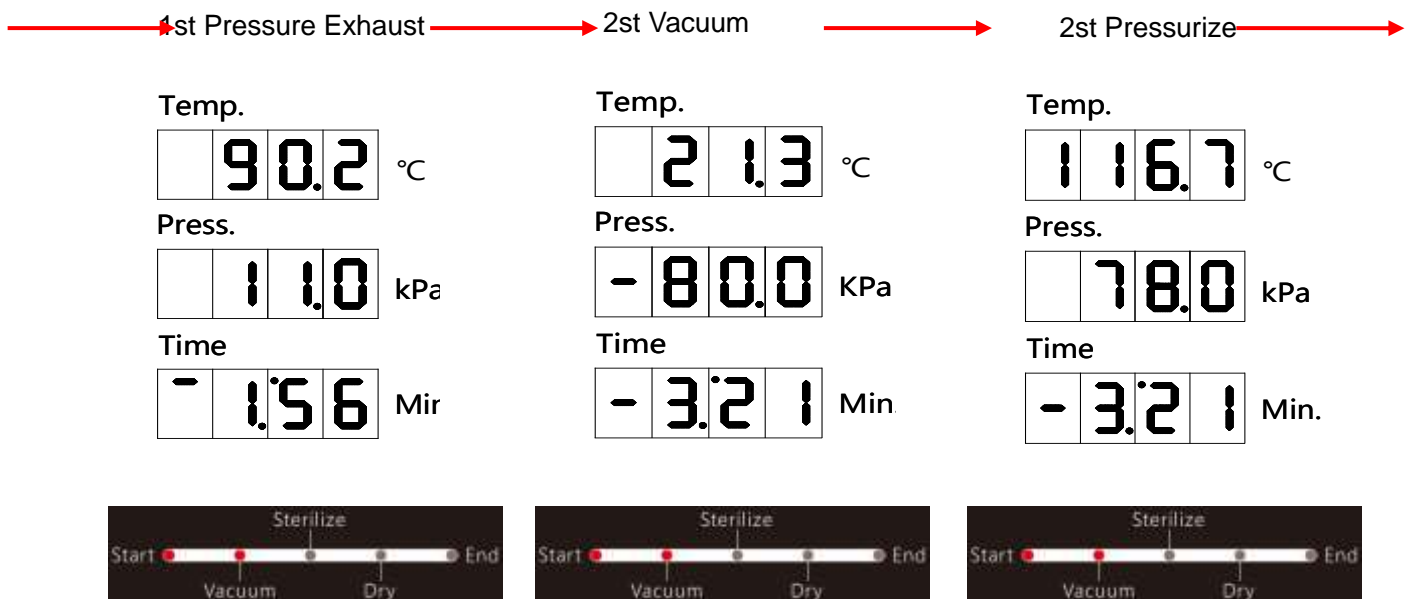 1st Pressure Exhaust
2st Vacuum
2st Pressurize
Temp.
90.2 ℃
Press.
11.0 kPa
Time
- 1:56 Min
Temp.
21.3 ℃
Press.
-80.0 KPa
Time
-3:21 Min.
Temp.
116.7 ℃
Press.
78.0 kPa
Time
-3:21 Min.
Sterilize
Start End
Vacuum Dry
Sterilize
Start End
Vacuum Dry
Sterilize
Start End
Vacuum Dry